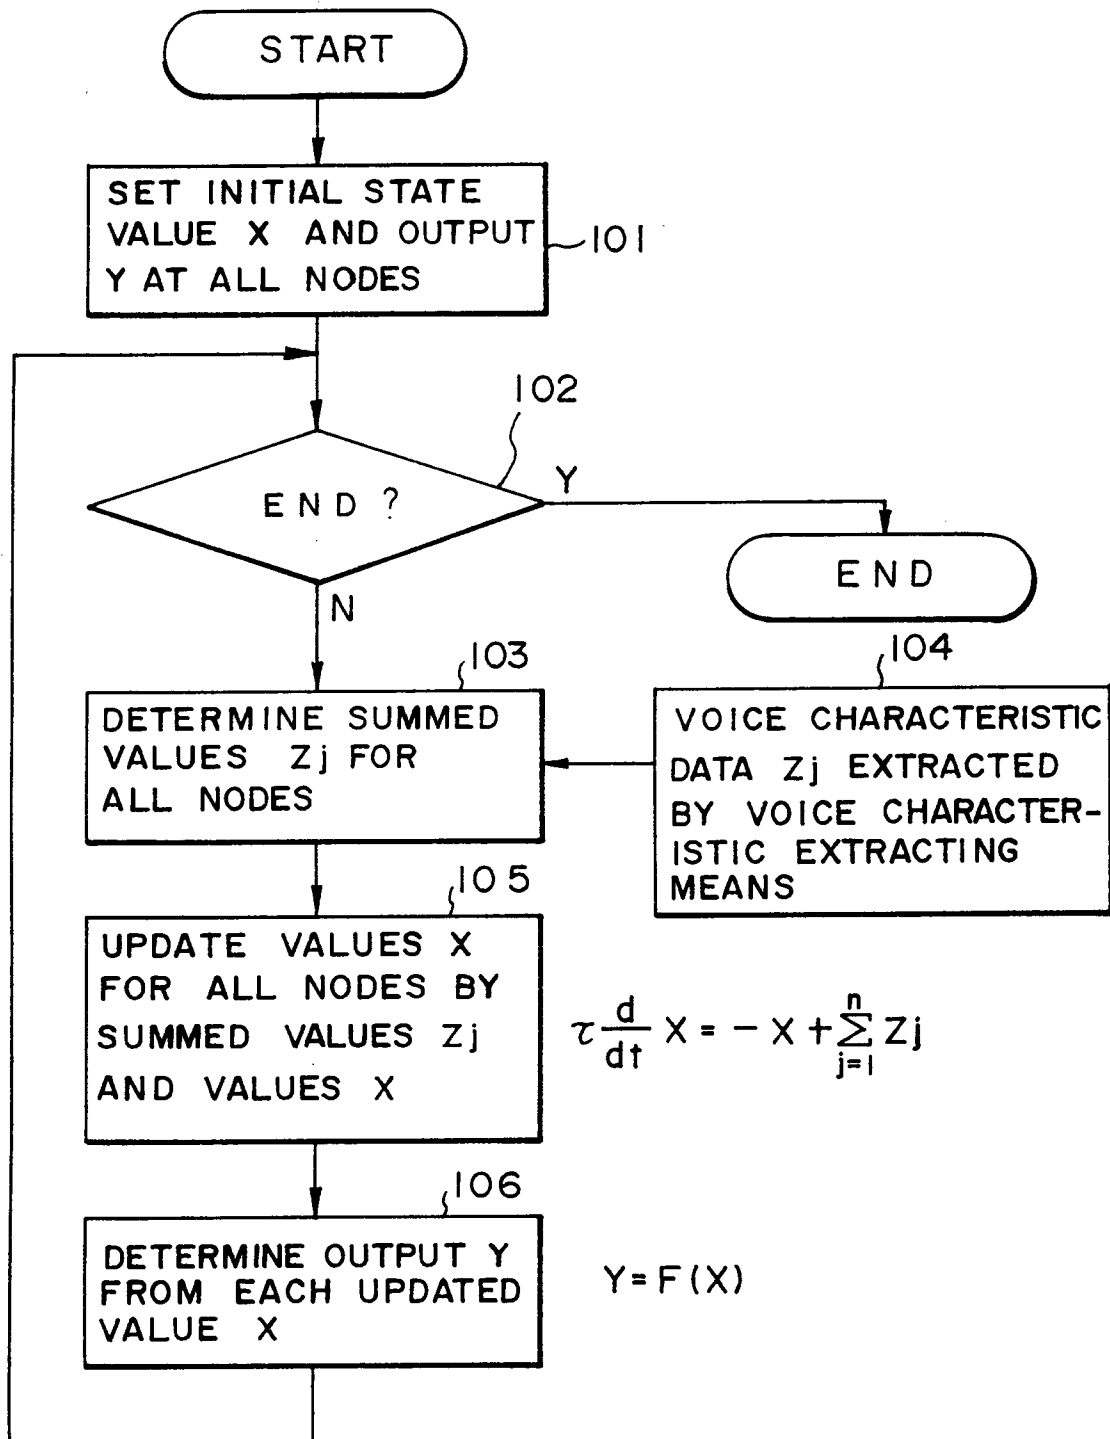 START
SET INITIAL STATE
VALUE X AND OUTPUT
Y AT ALL NODES
101
102
END ?
Y
END
N
103
DETERMINE SUMMED
VALUES Zj FOR
ALL NODES
104
VOICE CHARACTERISTIC
DATA Zj EXTRACTED
BY VOICE CHARACTER-
ISTIC EXTRACTING
MEANS
105
UPDATE VALUES X
FOR ALL NODES BY
SUMMED VALUES Zj
AND VALUES X
τ d/dt X = - X + Σ j=1 n Zj
106
DETERMINE OUTPUT Y
FROM EACH UPDATED
VALUE X
Y = F(X)